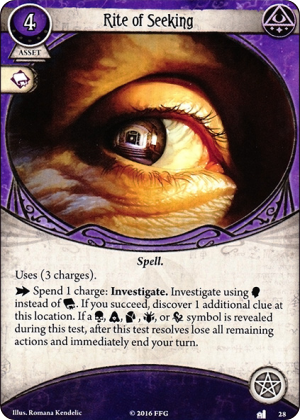 4
Rite of Seeking
ASSET
Spell.
Uses (3 charges).
Spend 1 charge: Investigate. Investigate using
instead of . If you succeed, discover 1 additional clue at
this location. If a , , , , or symbol is revealed
during this test, after this test resolves lose all remaining
actions and immediately end your turn.
Illus. Romana Kendelic
© 2016 FFG
28